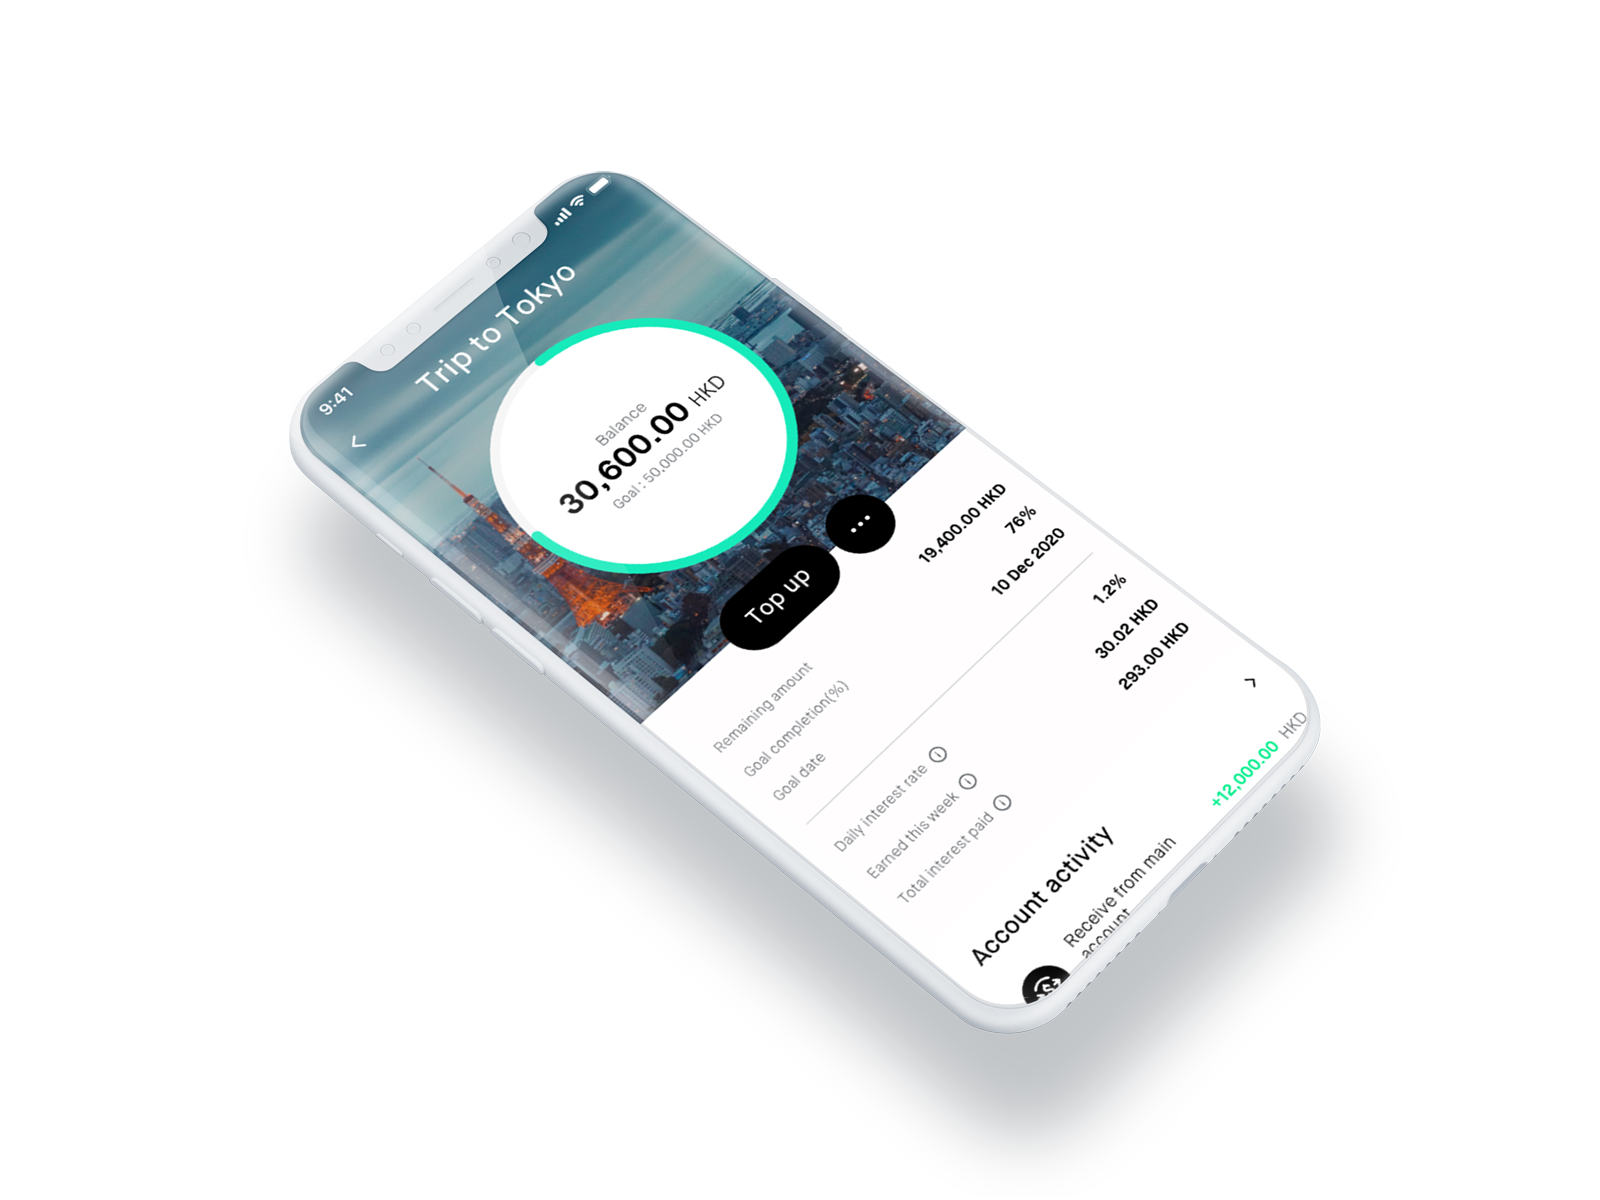 9:41
Trip to Tokyo
Balance
30,600.00 HKD
Goal : 50,000.00 HKD
Top up
Remaining amount 19,400.00 HKD
Goal completion(%) 76%
Goal date 10 Dec 2020
Daily interest rate 1.2%
Earned this week 30.02 HKD
Total interest paid 293.00 HKD
Account activity
Receive from main +12,000.00 HKD
account